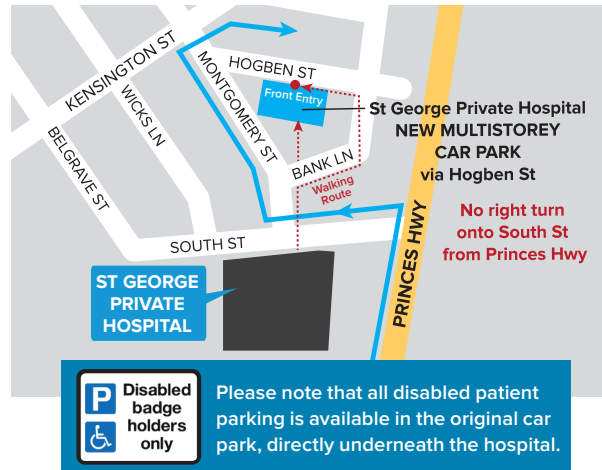 KENSINGTON ST
WICKS LN
BELGRAVE ST
MONTGOMERY ST
HOGBEN ST
Front Entry
BANK LN
Walking
Route
SOUTH ST
PRINCES HWY
St George Private Hospital
NEW MULTISTOREY
CAR PARK
via Hogben St
No right turn
onto South St
from Princes Hwy
ST GEORGE
PRIVATE
HOSPITAL
P
Disabled
badge
holders
only
Please note that all disabled patient
parking is available in the original car
park, directly underneath the hospital.